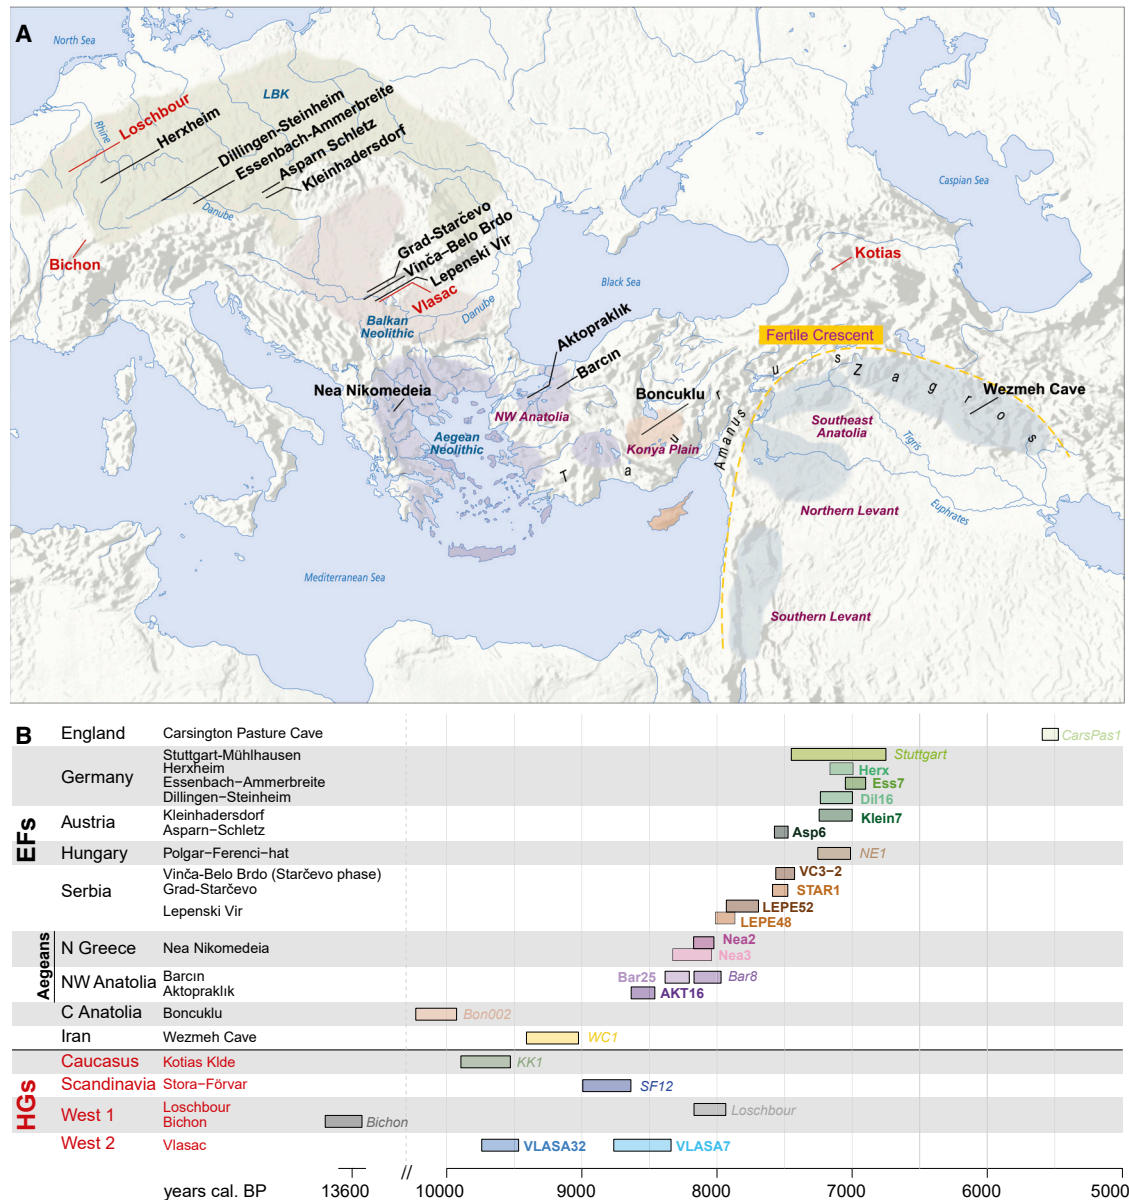 A
North Sea
LBK
Rhine
Loschbour
Herxheim
Dillingen-Steinheim
Essenbach-Ammerbreite
Asparn Schletz
Kleinhadersdorf
Danube
Bichon
Grad-Starčevo
Vinča–Belo Brdo
Lepenski Vir
Vlasac
Danube
Balkan
Neolithic
Black Sea
Caspian Sea
Kotias
Fertile Crescent
Aktopraklık
Barcın
Nea Nikomedeia
NW Anatolia
Boncuklu
Konya Plain
Aegean
Neolithic
T a u r u s
Amanus
Z a g r o s
Wezmeh Cave
Southeast
Anatolia
Tigris
Northern Levant
Euphrates
Mediterranean Sea
Southern Levant
B
EFs
Aegeans
HGs
England Carsington Pasture Cave CarsPas1
Germany
Stuttgart-Mühlhausen Stuttgart
Herxheim Herx
Essenbach–Ammerbreite Ess7
Dillingen–Steinheim Dil16
Austria
Kleinhadersdorf Klein7
Asparn–Schletz Asp6
Hungary Polgar–Ferenci–hat NE1
Serbia
Vinča-Belo Brdo (Starčevo phase) VC3–2
Grad-Starčevo STAR1
Lepenski Vir LEPE52
LEPE48
N Greece Nea Nikomedeia Nea2
Nea3
NW Anatolia
Barcın Bar25 Bar8
Aktopraklık AKT16
C Anatolia Boncuklu Bon002
Iran Wezmeh Cave WC1
Caucasus Kotias Klde KK1
Scandinavia Stora–Förvar SF12
West 1
Loschbour Loschbour
Bichon Bichon
West 2 Vlasac VLASA32 VLASA7
years cal. BP 13600 // 10000 9000 8000 7000 6000 5000